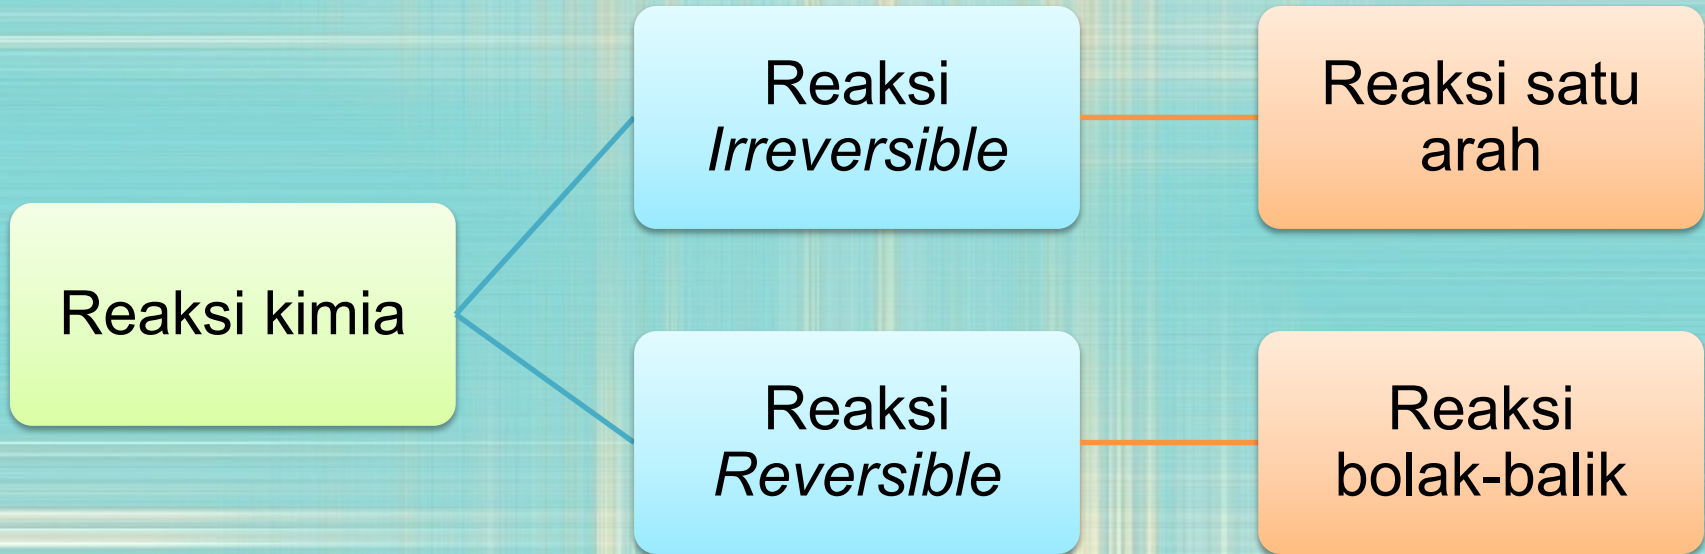 Reaksi kimia
Reaksi
Irreversible
Reaksi satu
arah
Reaksi
Reversible
Reaksi
bolak-balik